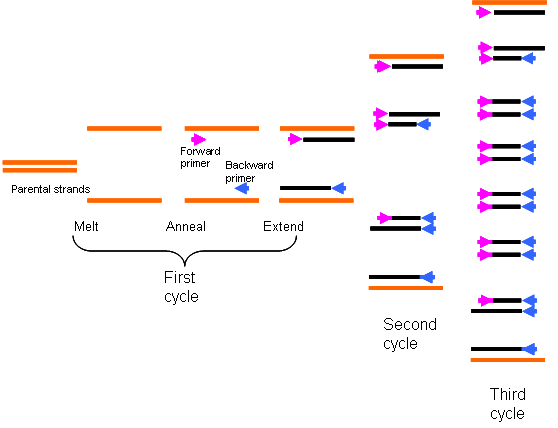 Forward
primer
Backward
primer
Parental strands
Melt
Anneal
Extend
First
cycle
Second
cycle
Third
cycle